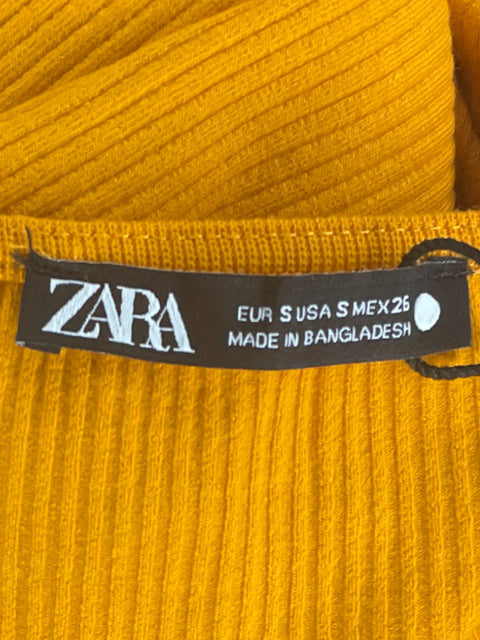 ZARA
EUR S USA S MEX 26
MADE IN BANGLADESH